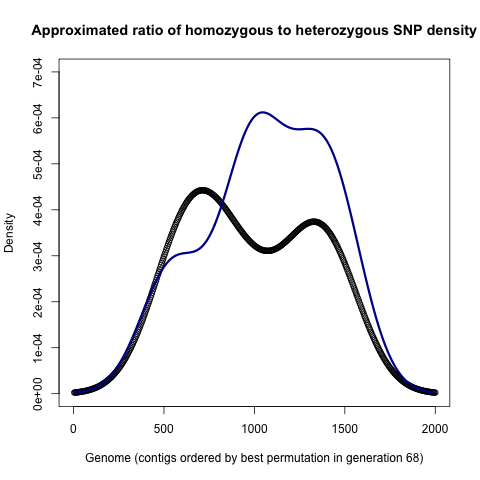 Approximated ratio of homozygous to heterozygous SNP density
7e-04
6e-04
5e-04
4e-04
3e-04
2e-04
1e-04
0e+00
Density
0 500 1000 1500 2000
Genome (contigs ordered by best permutation in generation 68)